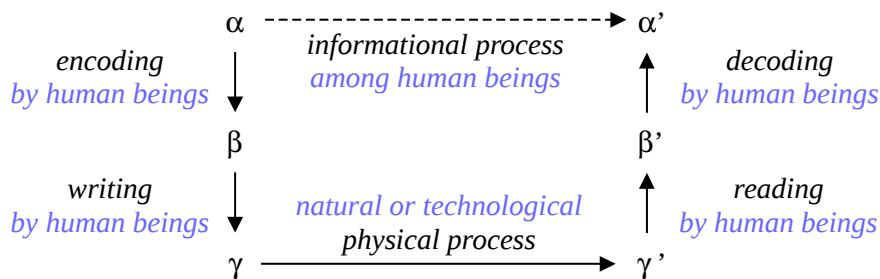 α α’
informational process
among human beings
encoding
by human beings
decoding
by human beings
β β’
writing
by human beings
natural or technological
physical process
reading
by human beings
γ γ’